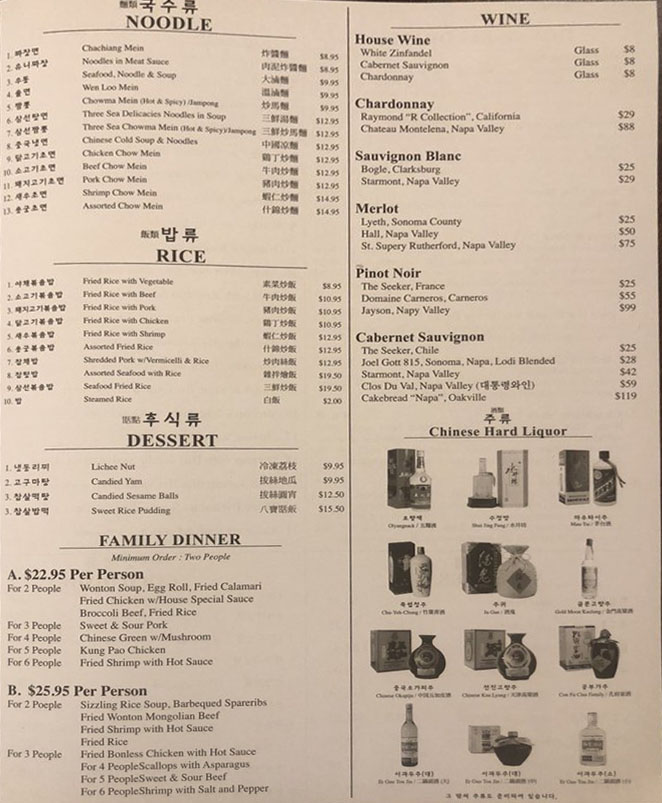 麵類 국수류
NOODLE
1. 짜장면 Chachiang Mein 炸醬麵 $8.95
2. 유니짜장 Noodles in Meat Sauce 肉泥炸醬麵 $8.95
3. 우동 Seafood, Noodle & Soup 大滷麵 $9.95
4. 울면 Wen Loo Mein 溫滷麵 $9.95
5. 짬뽕 Chowma Mein (Hot & Spicy) /Jampong 炒馬麵 $9.95
6. 삼선탕면 Three Sea Delicacies Noodles in Soup 三鮮湯麵 $12.95
7. 삼선짬뽕 Three Sea Chowma Mein (Hot & Spicy)/Jampong 三鮮炒馬麵 $12.95
8. 중국냉면 Chinese Cold Soup & Noodles 中國凉麵 $12.95
9. 닭고기초면 Chicken Chow Mein 鷄丁炒麵 $12.95
10. 소고기초면 Beef Chow Mein 牛肉炒麵 $12.95
11. 돼지고기초면 Pork Chow Mein 豬肉炒麵 $12.95
12. 새우초면 Shrimp Chow Mein 蝦仁炒麵 $14.95
13. 송궁초면 Assorted Chow Mein 什錦炒麵 $14.95
飯類 밥류
RICE
1. 야채볶음밥 Fried Rice with Vegetable 素菜炒飯 $8.95
2. 소고기볶음밥 Fried Rice with Beef 牛肉炒飯 $10.95
3. 돼지고기볶음밥 Fried Rice with Pork 豬肉炒飯 $10.95
4. 닭고기볶음밥 Fried Rice with Chicken 鷄丁炒飯 $10.95
5. 새우볶음밥 Fried Rice with Shrimp 蝦仁炒飯 $12.95
6. 송궁볶음밥 Assorted Fried Rice 什錦炒飯 $12.95
7. 잡채밥 Shredded Pork w/Vermicelli & Rice 炒肉絲飯 $12.95
8. 잡탕밥 Assorted Seafood with Rice 雜拌燴飯 $19.50
9. 삼선볶음밥 Seafood Fried Rice 三鮮炒飯 $19.50
10. 밥 Steamed Rice 白飯 $2.00
후식류
DESSERT
1. 냉동리찌 Lichee Nut 冷凍荔枝 $9.95
2. 고구마탕 Candied Yam 拔絲地瓜 $9.95
3. 찹쌀떡탕 Candied Sesame Balls 拔絲圓宵 $12.50
3. 찹쌀밥떡 Sweet Rice Pudding 八寶甜飯 $15.50
FAMILY DINNER
Minimum Order : Two People
A. $22.95 Per Person
For 2 People Wonton Soup, Egg Roll, Fried Calamari
Fried Chicken w/House Special Sauce
Broccoli Beef, Fried Rice
For 3 People Sweet & Sour Pork
For 4 People Chinese Green w/Mushroom
For 5 People Kung Pao Chicken
For 6 People Fried Shrimp with Hot Sauce
B. $25.95 Per Person
For 2 Poeple Sizzling Rice Soup, Barbequed Spareribs
Fried Wonton Mongolian Beef
Fried Shrimp with Hot Sauce
Fried Rice
For 3 People Fried Bonless Chicken with Hot Sauce
For 4 PeopleScallops with Asparagus
For 5 PeopleSweet & Sour Beef
For 6 PeopleShrimp with Salt and Pepper
WINE
House Wine
White Zinfandel Glass $8
Cabernet Sauvignon Glass $8
Chardonnay Glass $8
Chardonnay
Raymond "R Collection", California $29
Chateau Montelena, Napa Valley $88
Sauvignon Blanc
Bogle, Clarksburg $25
Starmont, Napa Valley $29
Merlot
Lyeth, Sonoma County $25
Hall, Napa Valley $50
St. Supery Rutherford, Napa Valley $75
Pinot Noir
The Seeker, France $25
Domaine Carneros, Carneros $55
Jayson, Napy Valley $99
Cabernet Sauvignon
The Seeker, Chile $25
Joel Gott 815, Sonoma, Napa, Lodi Blended $28
Starmont, Napa Valley $42
Clos Du Val, Napa Valley (대통령와인) $59
Cakebread "Napa", Oakville $119
酒類
주류
Chinese Hard Liquor
오량액 수정방 마오타이주
Olyangnack / 五糧液 Shui Jing Pang / 水井坊 Mao Tai / 茅台酒
죽엽청주 주귀 금문고량주
Chu Yeh Ching / 竹葉青酒 Ju Gue / 酒鬼 Gold Moon Kaolang / 金門高粱酒
중국오가피주 천진고량주 공부가주
Chinese Okapiju / 中国五加皮酒 Chinese Koa Leung / 天津高粱酒 Con Fu Chia Family / 孔府家酒
이과두주(대) 이과두주(대) 이과두주(소)
Er Guo Tou Jiu / 二鍋頭酒 (大) Er Guo Tou Jiu / 二鍋頭酒 (中) Er Guo Tou Jiu / 二鍋頭酒 (小)
그 밖에 주류도 준비되어 있습니다.